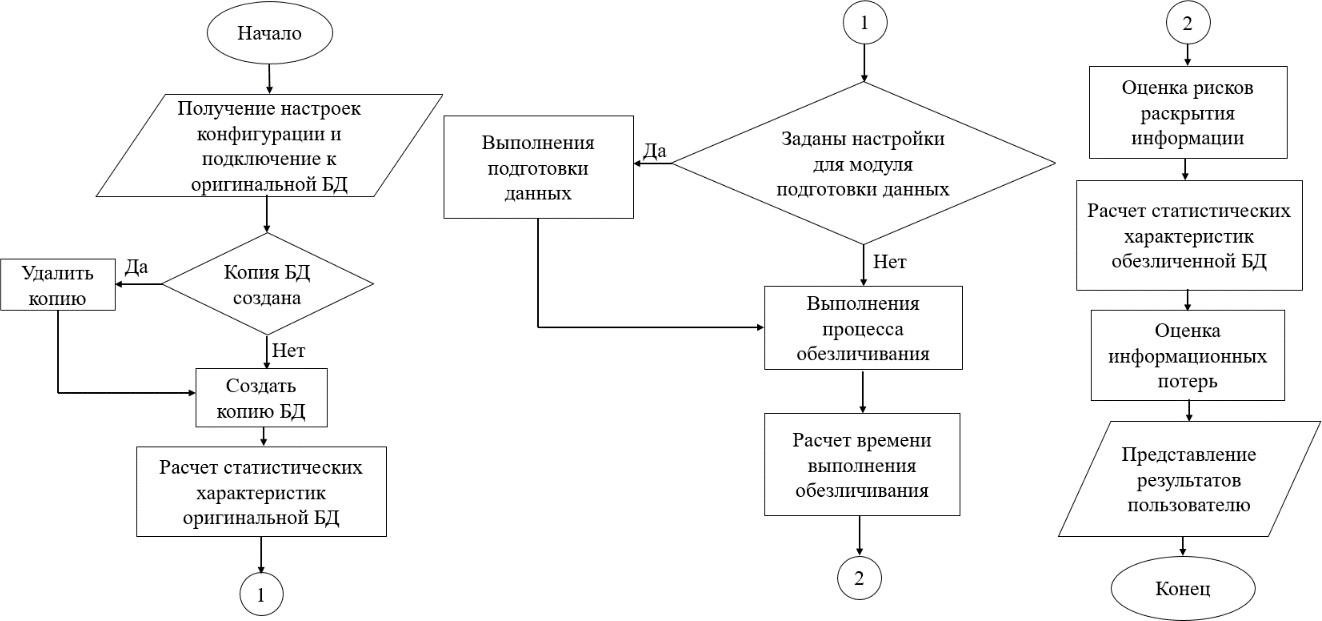 Начало
Получение настроек
конфигурации и
подключение к
оригинальной БД
Копия БД
создана
Да
Удалить
копию
Нет
Создать
копию БД
Расчет статистических
характеристик
оригинальной БД
1
1
Заданы настройки
для модуля
подготовки данных
Да
Выполнения
подготовки
данных
Нет
Выполнения
процесса
обезличивания
Расчет времени
выполнения
обезличивания
2
2
Оценка рисков
раскрытия
информации
Расчет статистических
характеристик
обезличенной БД
Оценка
информационных
потерь
Представление
результатов
пользователю
Конец